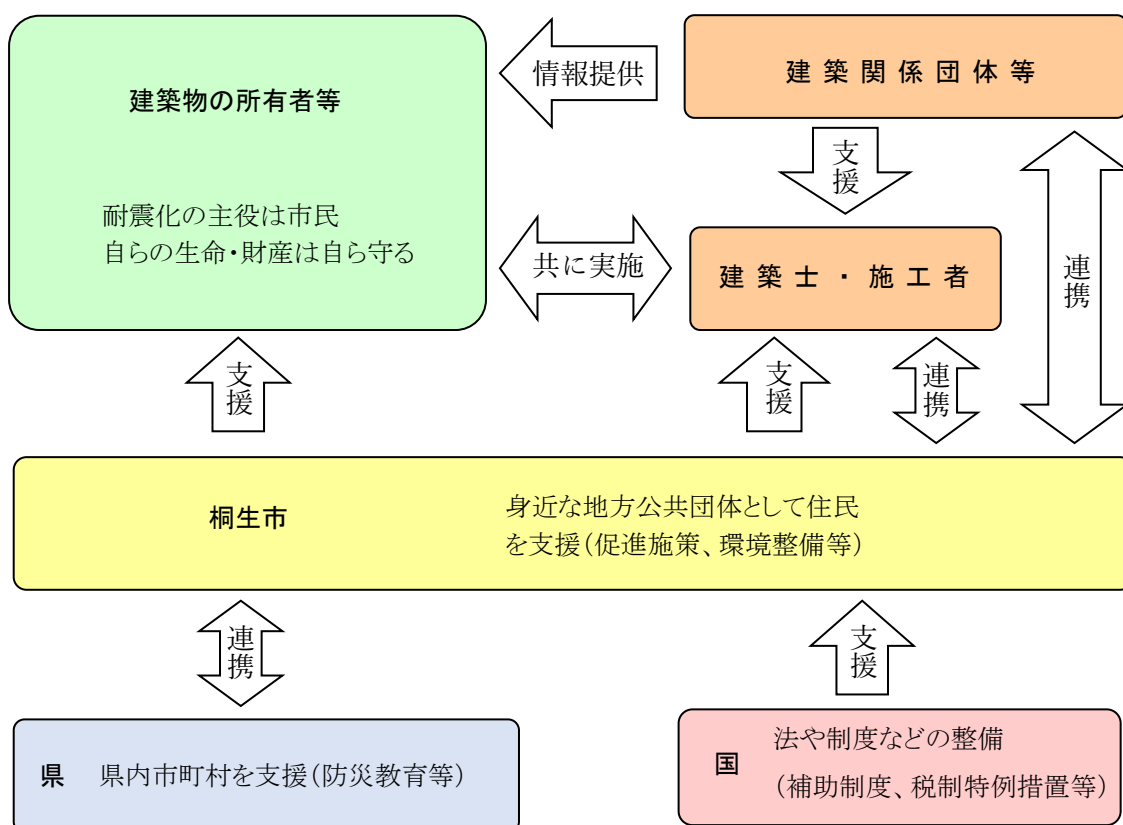 建築物の所有者等
耐震化の主役は市民
自らの生命・財産は自ら守る
情報提供
建築関係団体等
支援
共に実施
建築士・施工者
連携
支援
支援
連携
桐生市
身近な地方公共団体として住民
を支援(促進施策、環境整備等)
連携
支援
県 県内市町村を支援(防災教育等)
国
法や制度などの整備
(補助制度、税制特例措置等)